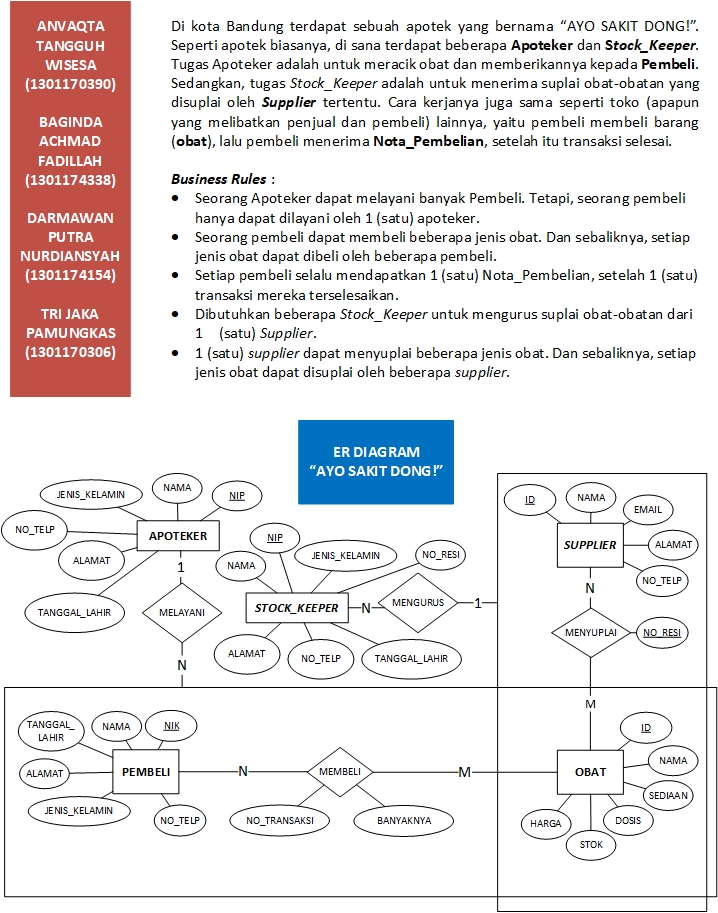 ANVAQTA
TANGGUH
WISESA
(1301170390)
BAGINDA
ACHMAD
FADILLAH
(1301174338)
DARMAWAN
PUTRA
NURDIANSYAH
(1301174154)
TRI JAKA
PAMUNGKAS
(1301170306)
Di kota Bandung terdapat sebuah apotek yang bernama “AYO SAKIT DONG!”.
Seperti apotek biasanya, di sana terdapat beberapa Apoteker dan Stock_Keeper.
Tugas Apoteker adalah untuk meracik obat dan memberikannya kepada Pembeli.
Sedangkan, tugas Stock_Keeper adalah untuk menerima suplai obat-obatan yang
disuplai oleh Supplier tertentu. Cara kerjanya juga sama seperti toko (apapun
yang melibatkan penjual dan pembeli) lainnya, yaitu pembeli membeli barang
(obat), lalu pembeli menerima Nota_Pembelian, setelah itu transaksi selesai.
Business Rules :
• Seorang Apoteker dapat melayani banyak Pembeli. Tetapi, seorang pembeli
hanya dapat dilayani oleh 1 (satu) apoteker.
• Seorang pembeli dapat membeli beberapa jenis obat. Dan sebaliknya, setiap
jenis obat dapat dibeli oleh beberapa pembeli.
• Setiap pembeli selalu mendapatkan 1 (satu) Nota_Pembelian, setelah 1 (satu)
transaksi mereka terselesaikan.
• Dibutuhkan beberapa Stock_Keeper untuk mengurus suplai obat-obatan dari
1 (satu) Supplier.
• 1 (satu) supplier dapat menyuplai beberapa jenis obat. Dan sebaliknya, setiap
jenis obat dapat disuplai oleh beberapa supplier.
ER DIAGRAM
“AYO SAKIT DONG!”
JENIS_KELAMIN
NAMA
NIP
NO_TELP
APOTEKER
ALAMAT
TANGGAL_LAHIR
1
MELAYANI
N
NIP
NAMA
JENIS_KELAMIN
NO_RESI
STOCK_KEEPER
N
MENGURUS
1
ALAMAT
NO_TELP
TANGGAL_LAHIR
ID
NAMA
EMAIL
SUPPLIER
ALAMAT
NO_TELP
N
MENYUPLAI
NO_RESI
M
TANGGAL_
LAHIR
NAMA
NIK
ALAMAT
PEMBELI
JENIS_KELAMIN
NO_TELP
N
MEMBELI
M
NO_TRANSAKSI
BANYAKNYA
ID
OBAT
NAMA
SEDIAAN
HARGA
DOSIS
STOK